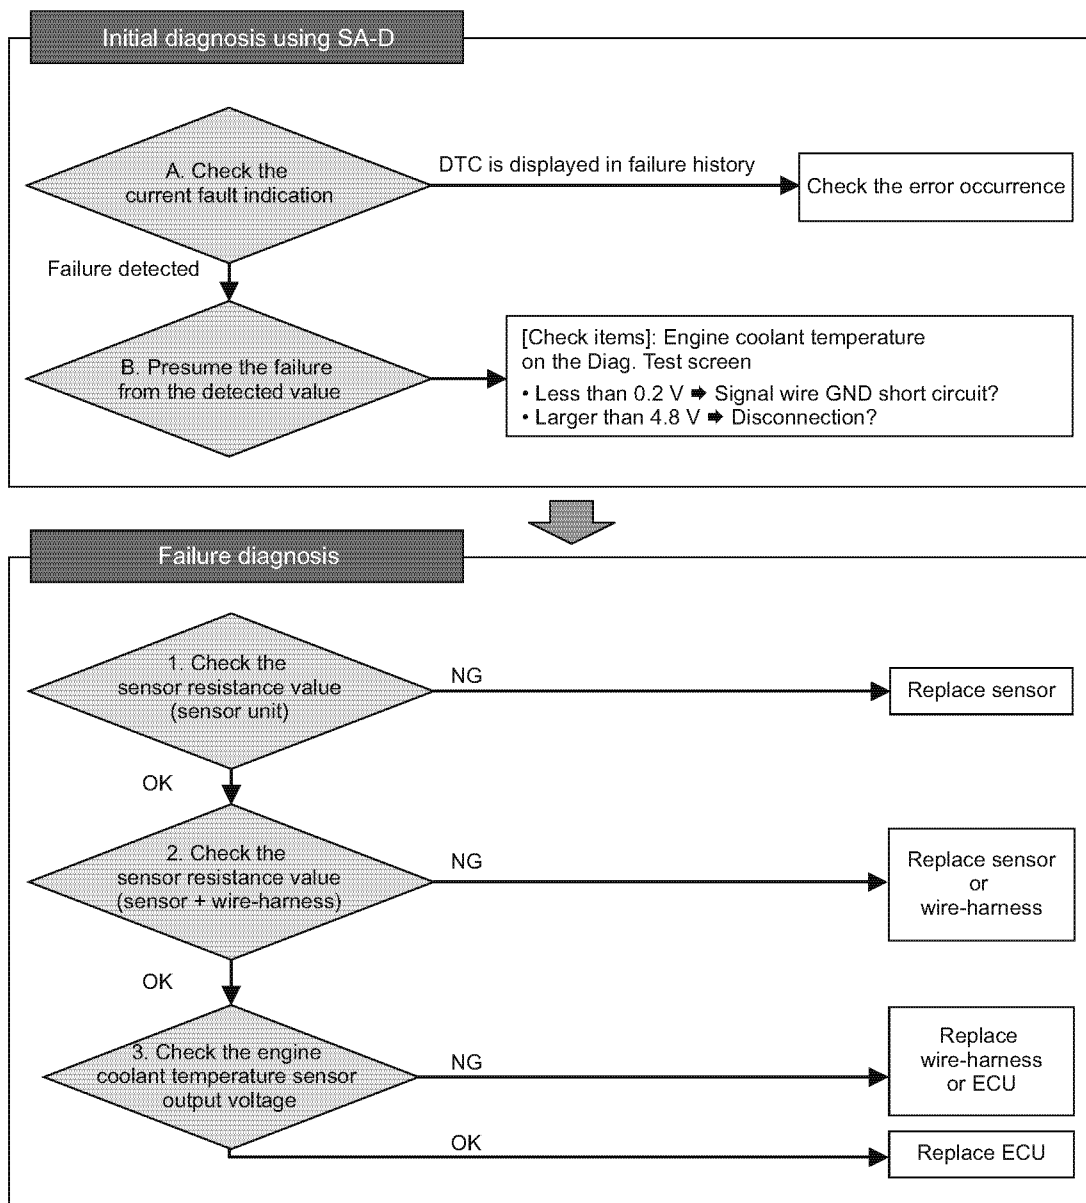 Initial diagnosis using SA-D
A. Check the
current fault indication
DTC is displayed in failure history
Check the error occurrence
Failure detected
B. Presume the failure
from the detected value
[Check items]: Engine coolant temperature
on the Diag. Test screen
• Less than 0.2 V ➡ Signal wire GND short circuit?
• Larger than 4.8 V ➡ Disconnection?
Failure diagnosis
1. Check the
sensor resistance value
(sensor unit)
NG
Replace sensor
OK
2. Check the
sensor resistance value
(sensor + wire-harness)
NG
Replace sensor
or
wire-harness
OK
3. Check the engine
coolant temperature sensor
output voltage
NG
Replace
wire-harness
or ECU
OK
Replace ECU